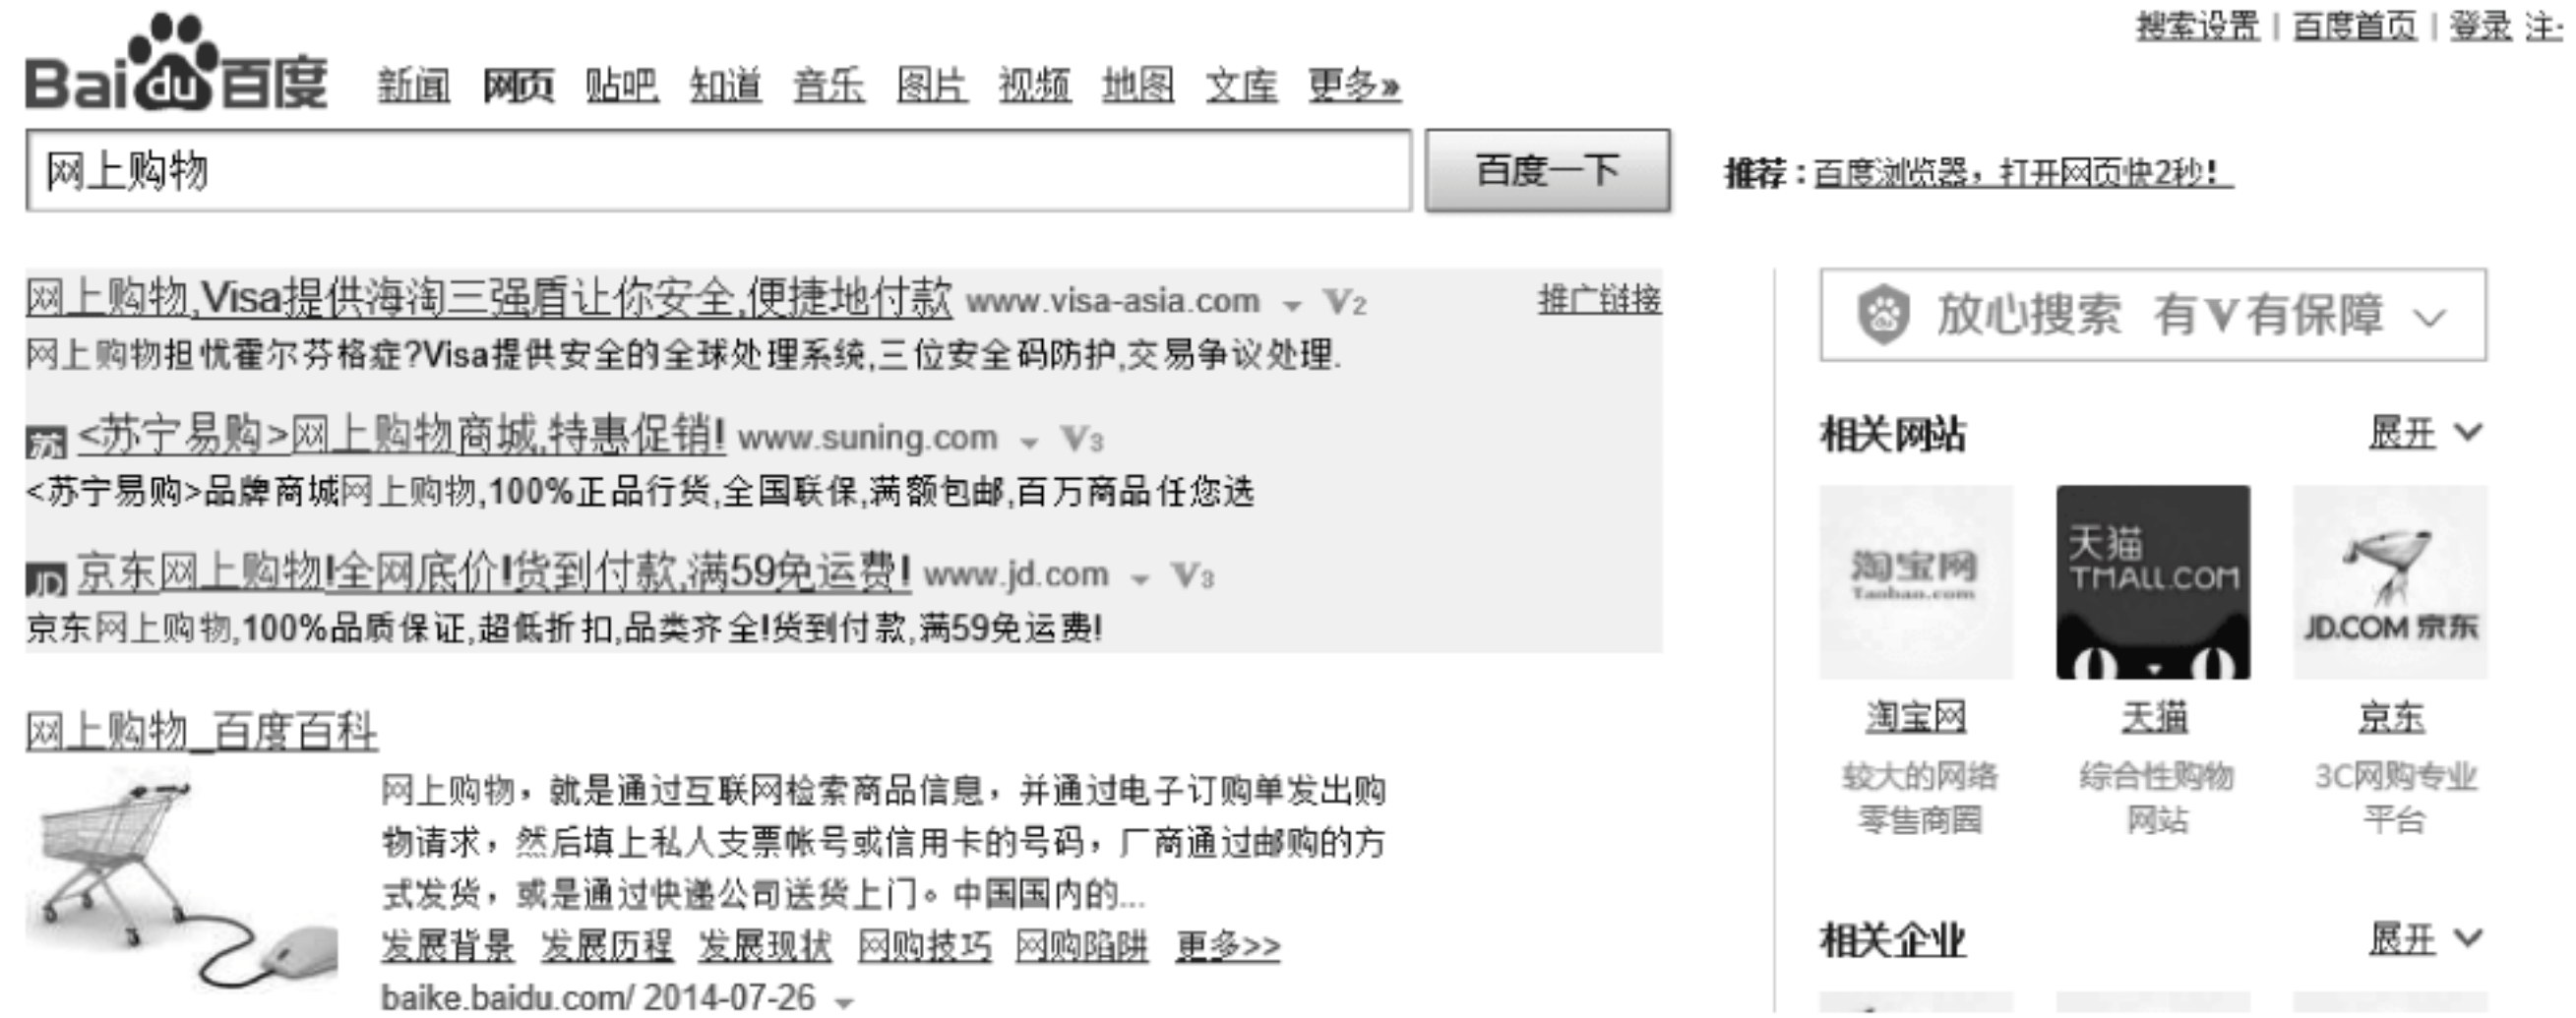 搜索设置 | 百度首页 | 登录
Bai du 百度 新闻 网页 贴吧 知道 音乐 图片 视频 地图 文库 更多»
网上购物 百度一下 推荐：百度浏览器，打开网页快2秒！
网上购物,Visa提供海淘三强盾让你安全,便捷地付款 www.visa-asia.com V2 推广链接
网上购物担忧霍尔芬格症?Visa提供安全的全球处理系统,三位安全码防护,交易争议处理.
苏 <苏宁易购>网上购物商城,特惠促销! www.suning.com V3
<苏宁易购>品牌商城网上购物,100%正品行货,全国联保,满额包邮,百万商品任您选
JD 京东网上购物!全网底价!货到付款,满59免运费! www.jd.com V3
京东网上购物,100%品质保证,超低折扣,品类齐全!货到付款,满59免运费!
网上购物_百度百科
网上购物，就是通过互联网检索商品信息，并通过电子订购单发出购
物请求，然后填上私人支票帐号或信用卡的号码，厂商通过邮购的方
式发货，或是通过快递公司送货上门。中国国内的...
发展背景 发展历程 发展现状 网购技巧 网购陷阱 更多>>
baike.baidu.com/ 2014-07-26
du 放心搜索 有V有保障
相关网站 展开
淘宝网
Taobao.com
天猫
TMALL.COM
JD.COM 京东
淘宝网 天猫 京东
较大的网络 综合性购物 3C网购专业
零售商圈 网站 平台
相关企业 展开